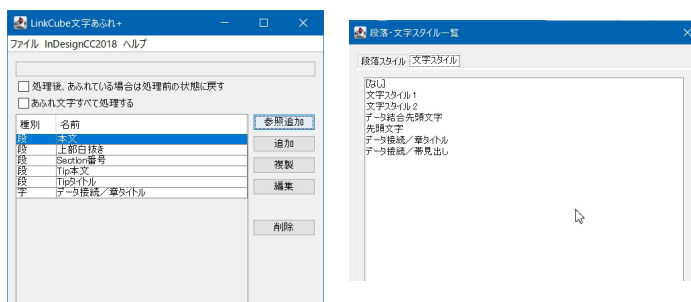 LinkCube文字あふれ+
ファイル InDesignCC2018 ヘルプ
処理後、あふれている場合は処理前の状態に戻す
あふれ文字すべて処理する
種別 名前
段 本文
段 上部白抜き
段 Section番号
段 Tip本文
段 Tipタイトル
字 データ接続／章タイトル
参照追加
追加
複製
編集
削除
段落・文字スタイル一覧
段落スタイル 文字スタイル
[なし]
文字スタイル1
文字スタイル2
データ結合先頭文字
先頭文字
データ接続／章タイトル
データ接続／帯見出し